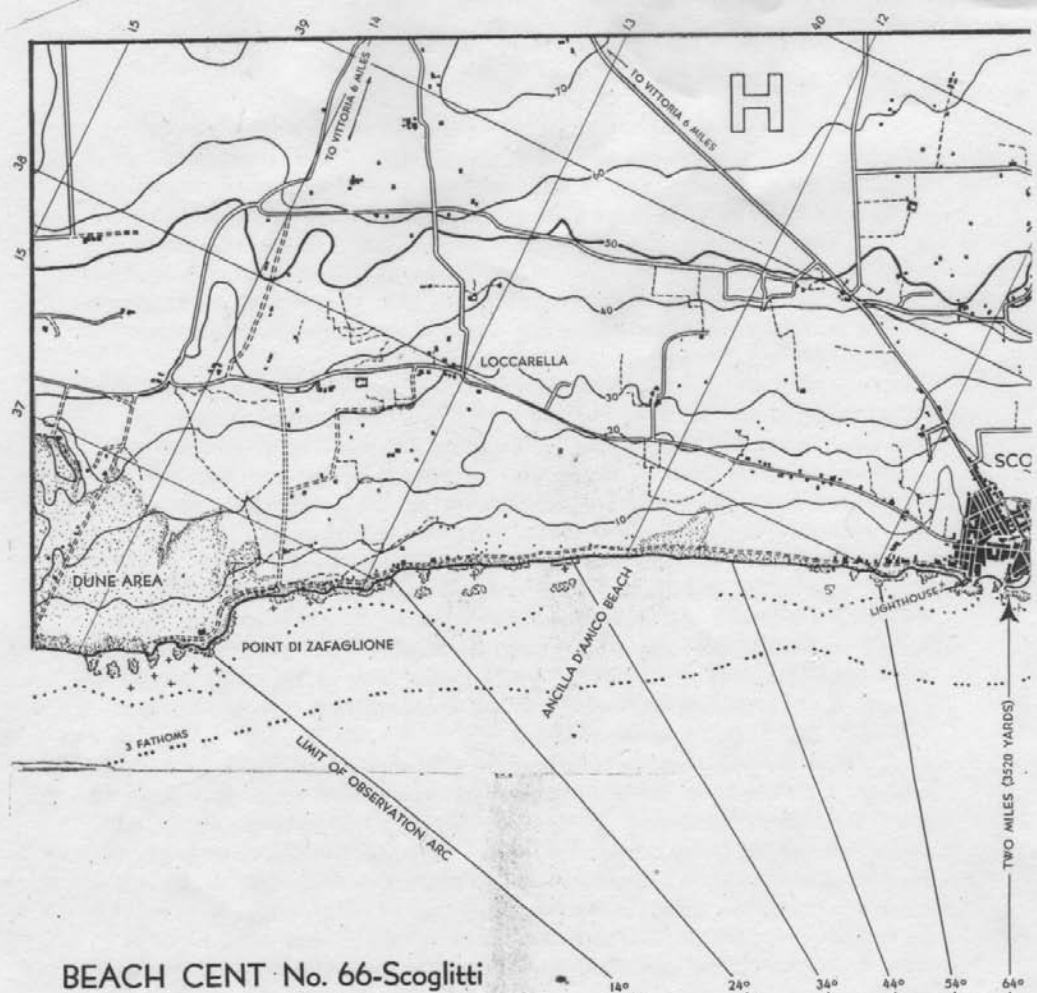 15
39
14
13
40
12
TO VITTORIA 6 MILES
TO VITTORIA 6 MILES
H
70
60
38
15
50
40
LOCCARELLA
30
37
20
SCO
10
DUNE AREA
5'
LIGHTHOUSE
POINT DI ZAFAGLIONE
ANCILLA D'AMICO BEACH
3 FATHOMS
LIMIT OF OBSERVATION ARC
TWO MILES (3520 YARDS)
BEACH CENT No. 66-Scoglitti
14°
24°
34°
44°
54°
64°